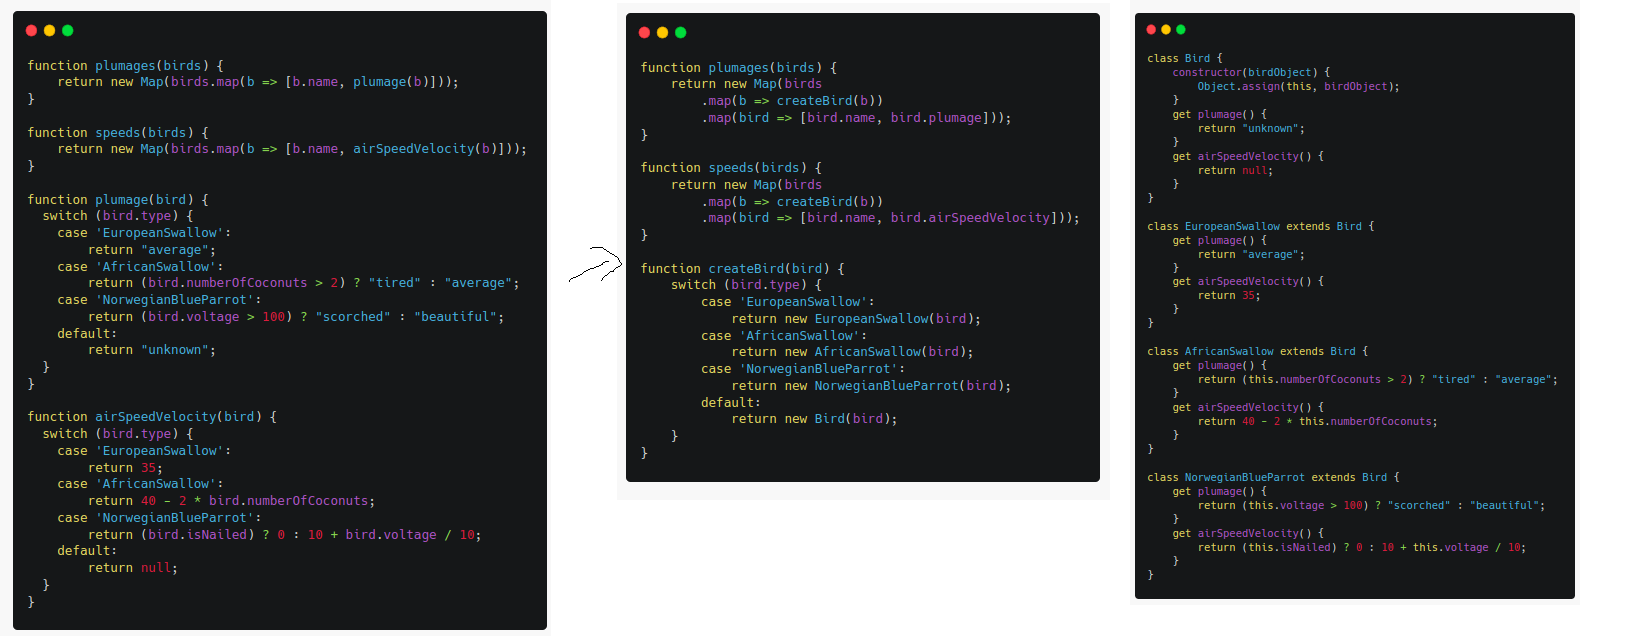 function plumages(birds) {
    return new Map(birds.map(b => [b.name, plumage(b)]));
}

function speeds(birds) {
    return new Map(birds.map(b => [b.name, airSpeedVelocity(b)]));
}

function plumage(bird) {
  switch (bird.type) {
    case 'EuropeanSwallow':
        return "average";
    case 'AfricanSwallow':
        return (bird.numberOfCoconuts > 2) ? "tired" : "average";
    case 'NorwegianBlueParrot':
        return (bird.voltage > 100) ? "scorched" : "beautiful";
    default:
        return "unknown";
  }
}

function airSpeedVelocity(bird) {
  switch (bird.type) {
    case 'EuropeanSwallow':
        return 35;
    case 'AfricanSwallow':
        return 40 - 2 * bird.numberOfCoconuts;
    case 'NorwegianBlueParrot':
        return (bird.isNailed) ? 0 : 10 + bird.voltage / 10;
    default:
        return null;
  }
}

function plumages(birds) {
    return new Map(birds
        .map(b => createBird(b))
        .map(bird => [bird.name, bird.plumage]));
}

function speeds(birds) {
    return new Map(birds
        .map(b => createBird(b))
        .map(bird => [bird.name, bird.airSpeedVelocity]));
}

function createBird(bird) {
    switch (bird.type) {
        case 'EuropeanSwallow':
            return new EuropeanSwallow(bird);
        case 'AfricanSwallow':
            return new AfricanSwallow(bird);
        case 'NorwegianBlueParrot':
            return new NorwegianBlueParrot(bird);
        default:
            return new Bird(bird);
    }
}

class Bird {
    constructor(birdObject) {
        Object.assign(this, birdObject);
    }
    get plumage() {
        return "unknown";
    }
    get airSpeedVelocity() {
        return null;
    }
}

class EuropeanSwallow extends Bird {
    get plumage() {
        return "average";
    }
    get airSpeedVelocity() {
        return 35;
    }
}

class AfricanSwallow extends Bird {
    get plumage() {
        return (this.numberOfCoconuts > 2) ? "tired" : "average";
    }
    get airSpeedVelocity() {
        return 40 - 2 * this.numberOfCoconuts;
    }
}

class NorwegianBlueParrot extends Bird {
    get plumage() {
        return (this.voltage > 100) ? "scorched" : "beautiful";
    }
    get airSpeedVelocity() {
        return (this.isNailed) ? 0 : 10 + this.voltage / 10;
    }
}